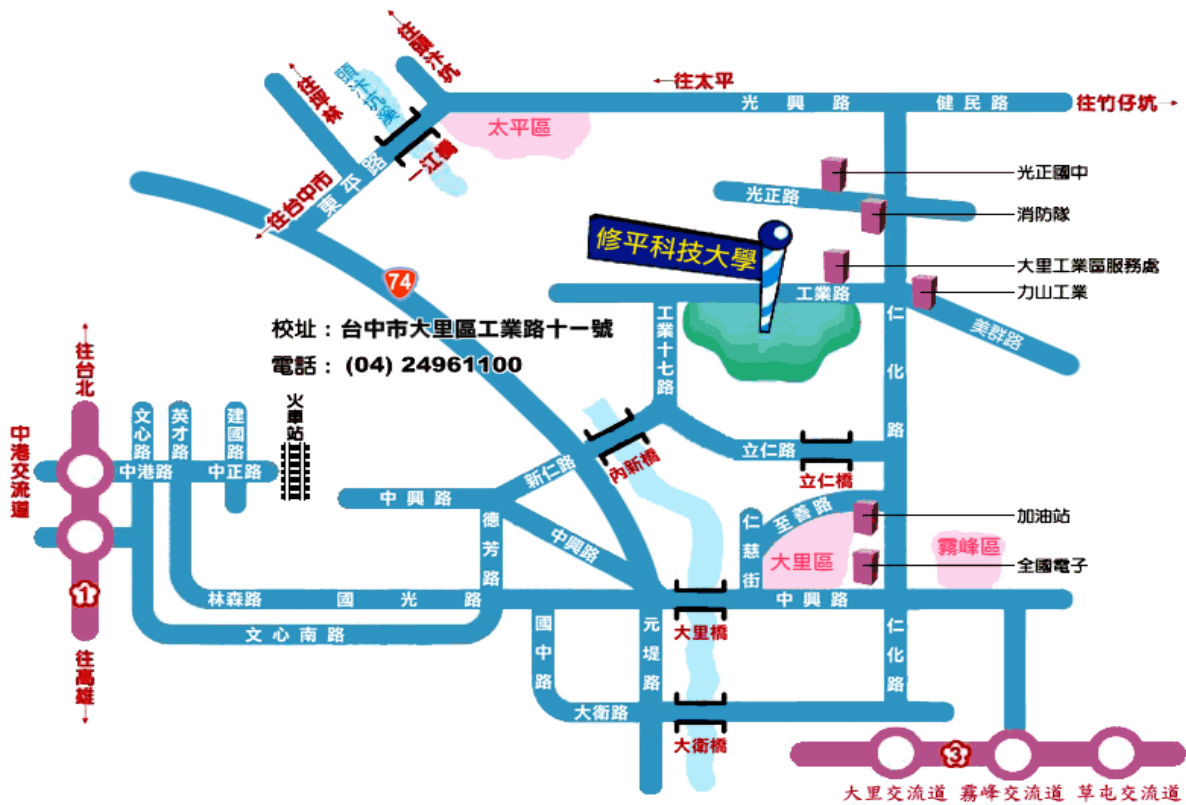 往頭汴坑
往樹林
頭汴坑溪
往太平
光興路
健民路
往竹仔坑
太平區
一江橋
東平路
往台中市
光正國中
光正路
消防隊
修平科技大學
大里工業區服務處
工業路
力山工業
74
工業十七路
仁化路
美群路
校址：台中市大里區工業路十一號
電話： (04) 24961100
往台北
火車站
文心路
英才路
建國路
中港交流道
中港路
中正路
立仁路
立仁橋
新仁路
內新橋
中興路
德芳路
中興路
仁慈街
至善路
加油站
大里區
霧峰區
全國電子
1
林森路
國光路
中興路
文心南路
大里橋
國中路
元堤路
仁化路
往高雄
大衛路
大衛橋
3
大里交流道
霧峰交流道
草屯交流道